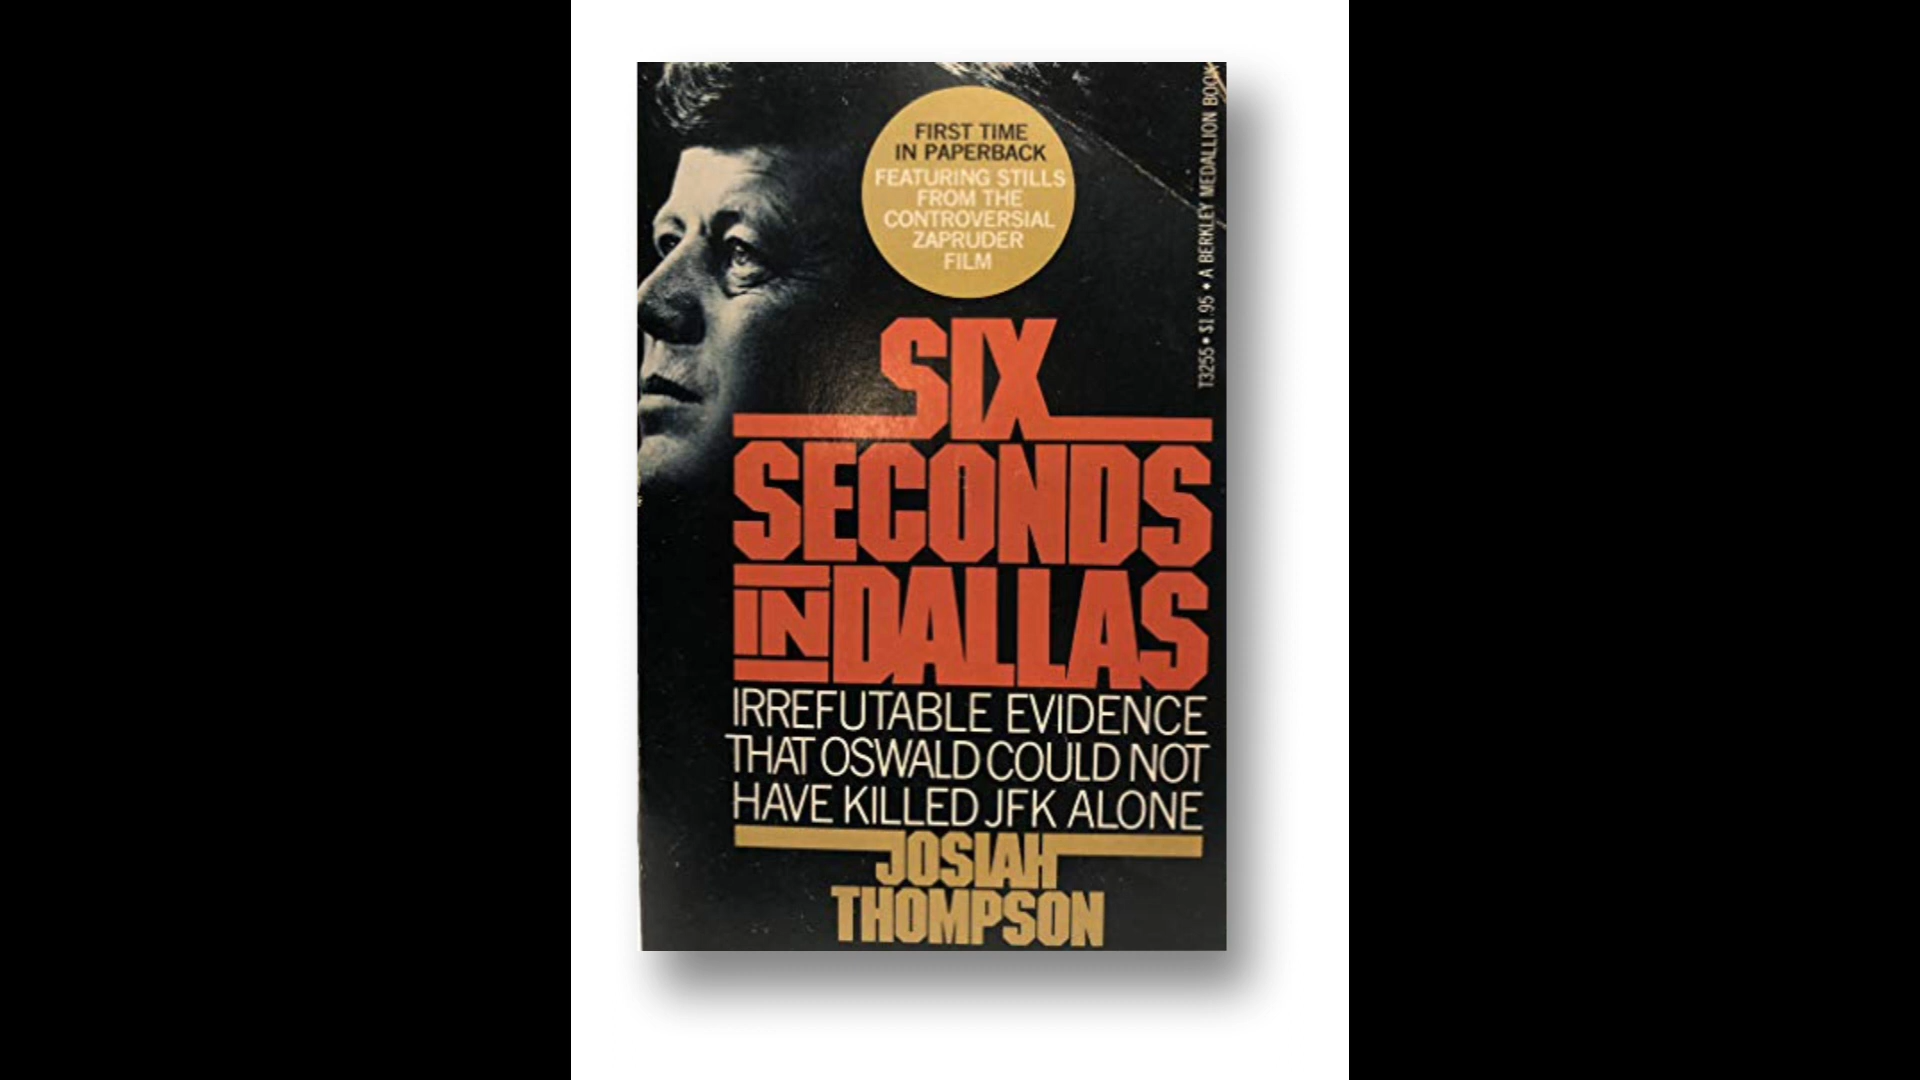 FIRST TIME
IN PAPERBACK
FEATURING STILLS
FROM THE
CONTROVERSIAL
ZAPRUDER
FILM
T3255 • $1.95 • A BERKLEY MEDALLION BOOK
SIX
SECONDS
IN DALLAS
IRREFUTABLE EVIDENCE
THAT OSWALD COULD NOT
HAVE KILLED JFK ALONE
JOSIAH
THOMPSON